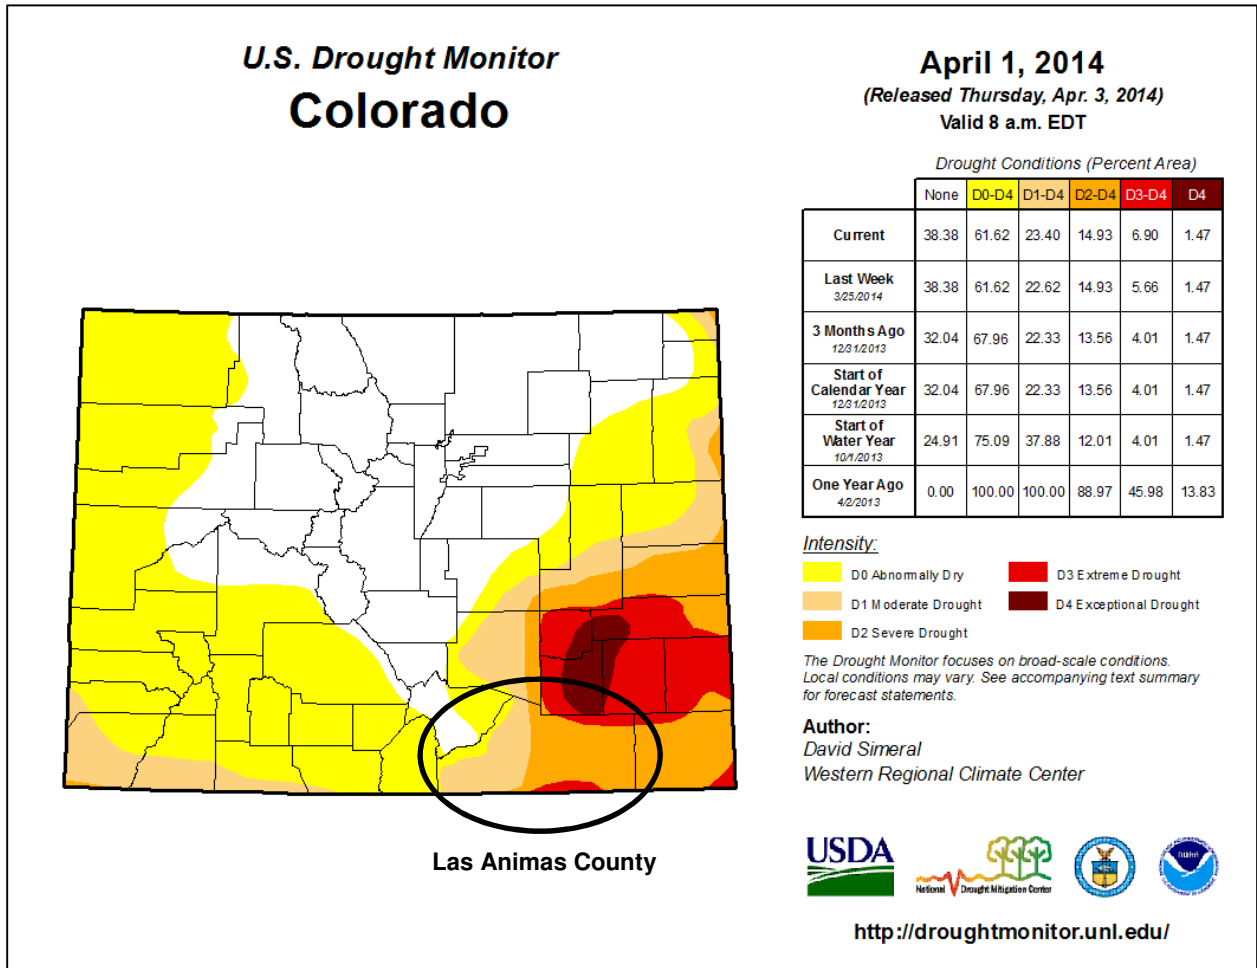 U.S. Drought Monitor
Colorado
April 1, 2014
(Released Thursday, Apr. 3, 2014)
Valid 8 a.m. EDT
Drought Conditions (Percent Area)
None D0-D4 D1-D4 D2-D4 D3-D4 D4
Current 38.38 61.62 23.40 14.93 6.90 1.47
Last Week 38.38 61.62 22.62 14.93 5.66 1.47
3/25/2014
3 Months Ago 32.04 67.96 22.33 13.56 4.01 1.47
12/31/2013
Start of
Calendar Year 32.04 67.96 22.33 13.56 4.01 1.47
12/31/2013
Start of
Water Year 24.91 75.09 37.88 12.01 4.01 1.47
10/1/2013
One Year Ago 0.00 100.00 100.00 88.97 45.98 13.83
4/2/2013
Intensity:
D0 Abnormally Dry
D1 Moderate Drought
D2 Severe Drought
D3 Extreme Drought
D4 Exceptional Drought
The Drought Monitor focuses on broad-scale conditions.
Local conditions may vary. See accompanying text summary
for forecast statements.
Author:
David Simeral
Western Regional Climate Center
Las Animas County
USDA
National Drought Mitigation Center
NOAA
http://droughtmonitor.unl.edu/